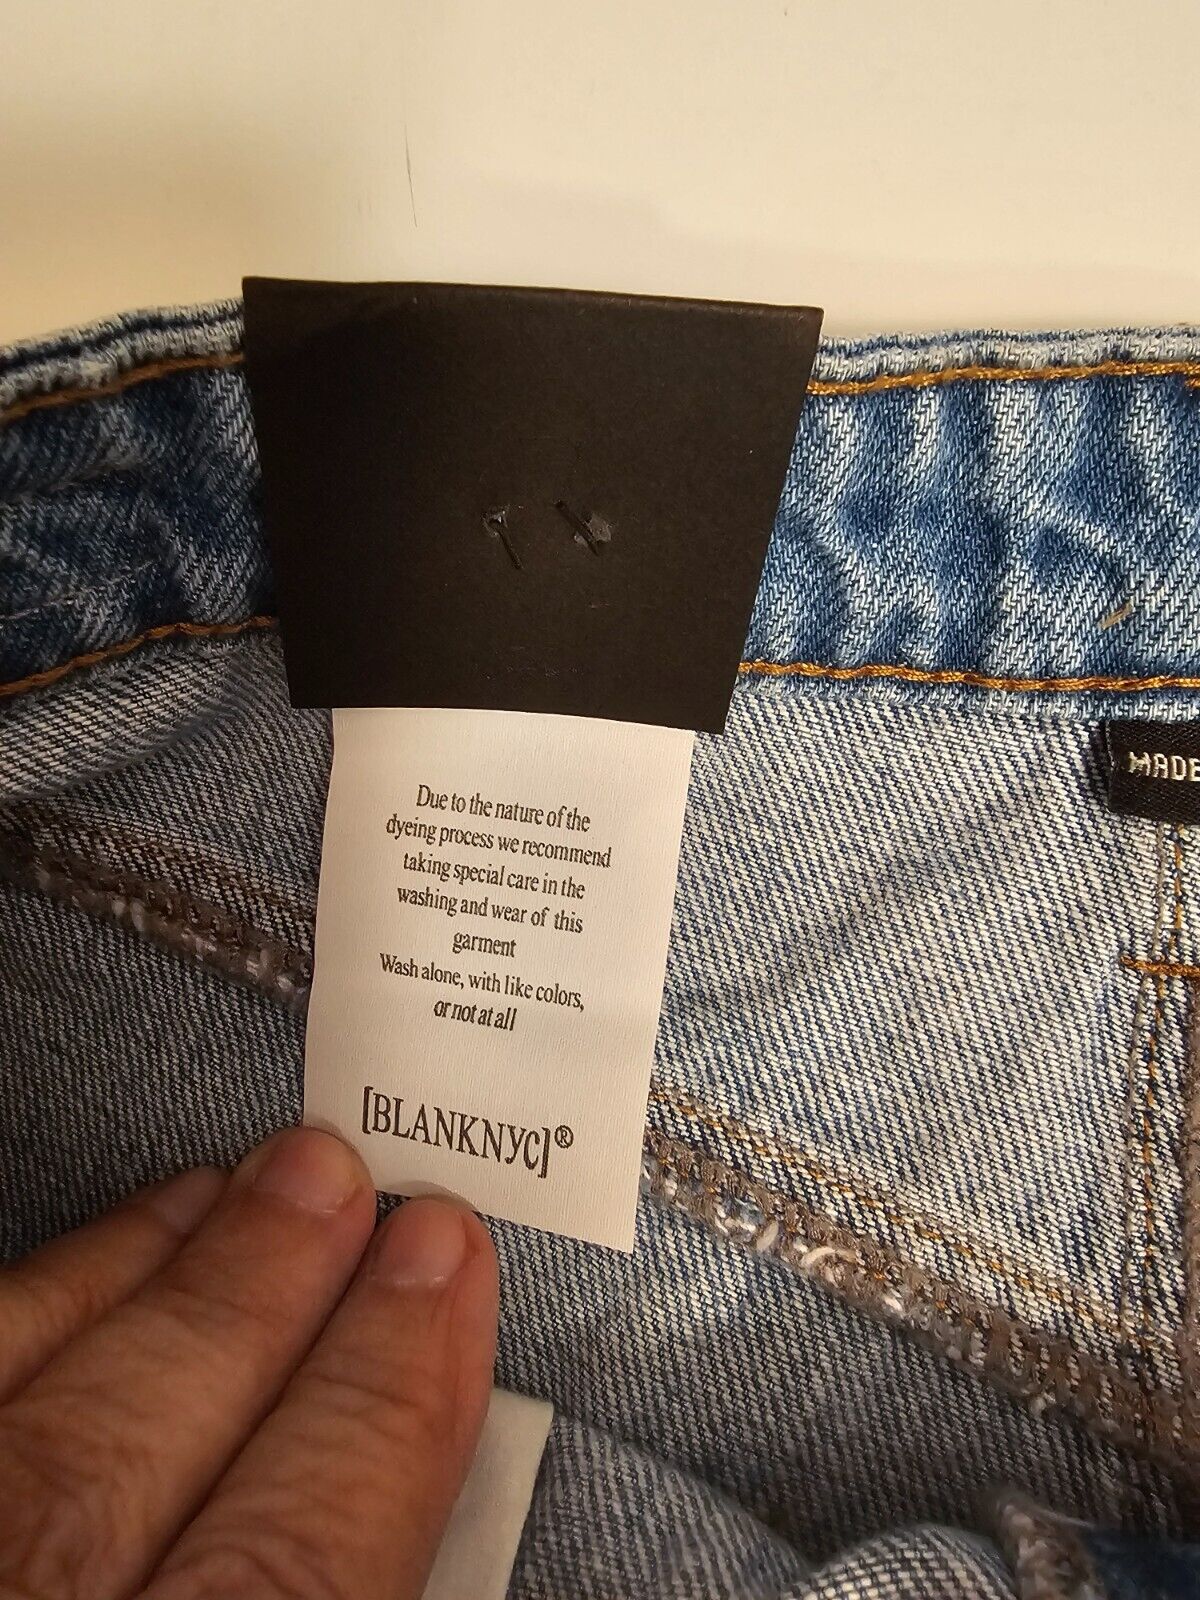 MADE
Due to the nature of the
dyeing process we recommend
taking special care in the
washing and wear of this
garment
Wash alone, with like colors,
or not at all
[BLANKNYC]®